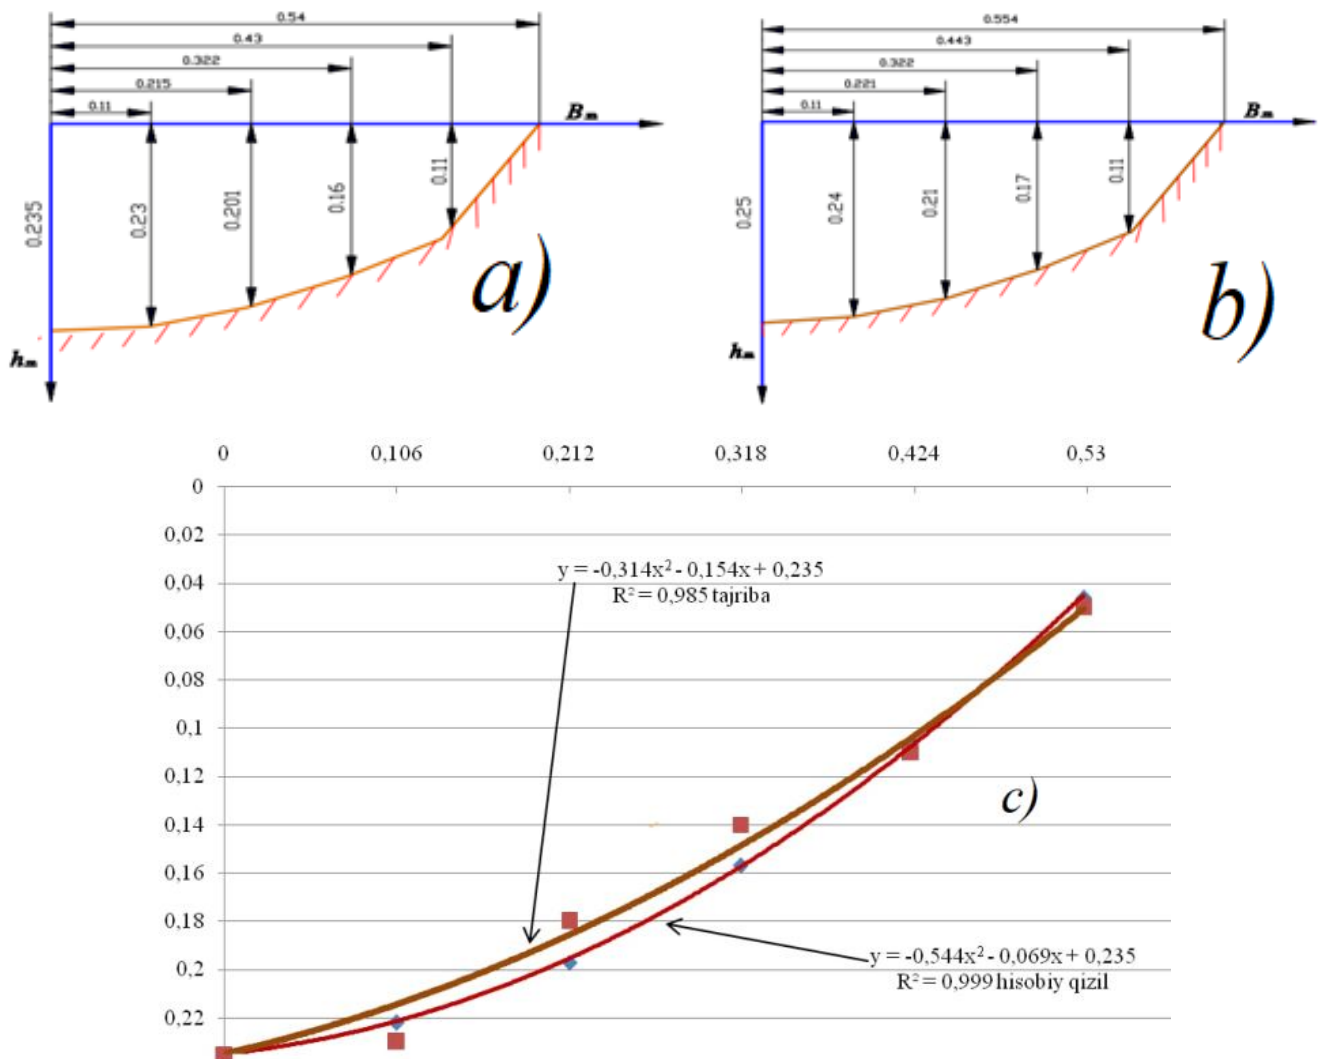 0.54
0.43
0.322
0.215
0.11
Bm
0.235
0.23
0.201
0.16
0.11
hm
a)
0.554
0.443
0.322
0.221
0.11
Bm
0.25
0.24
0.21
0.17
0.11
hm
b)
0 0,106 0,212 0,318 0,424 0,53
0
0,02
0,04
0,06
0,08
0,1
0,12
0,14
0,16
0,18
0,2
0,22
y = -0,314x² - 0,154x + 0,235
R² = 0,985 tajriba
c)
y = -0,544x² - 0,069x + 0,235
R² = 0,999 hisobiy qizil